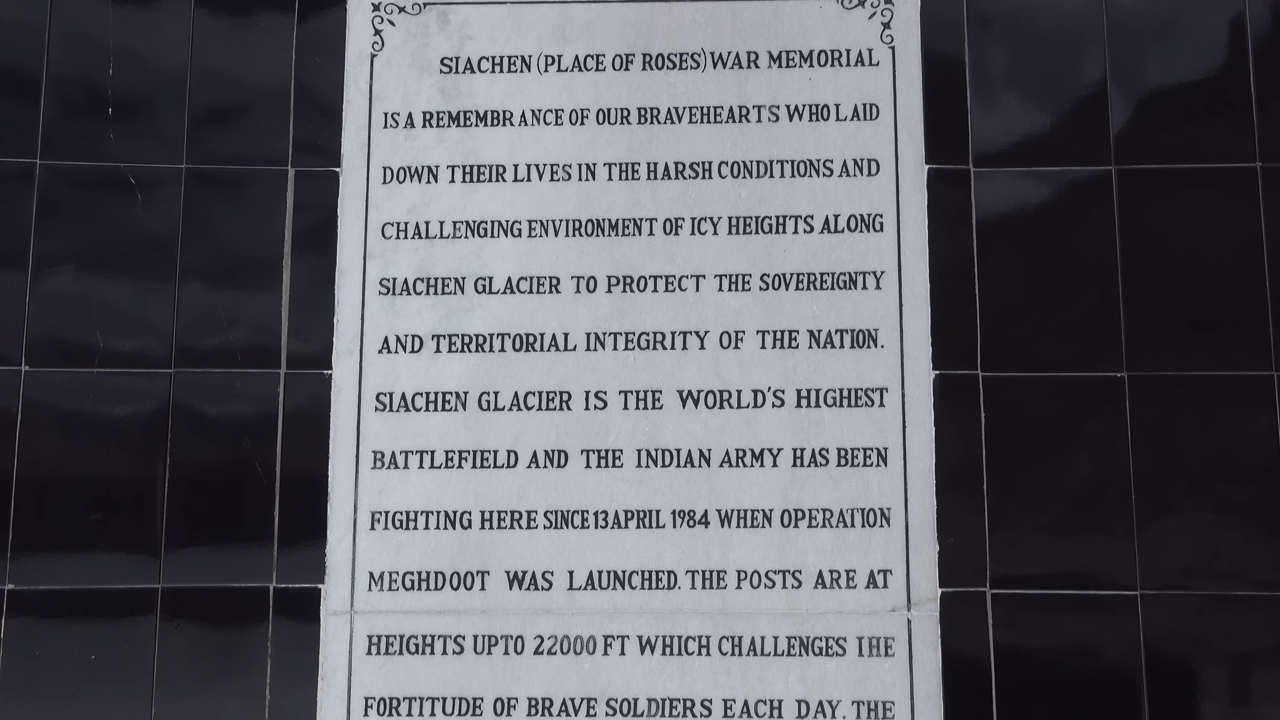 SIACHEN (PLACE OF ROSES) WAR MEMORIAL
IS A REMEMBRANCE OF OUR BRAVEHEARTS WHO LAID
DOWN THEIR LIVES IN THE HARSH CONDITIONS AND
CHALLENGING ENVIRONMENT OF ICY HEIGHTS ALONG
SIACHEN GLACIER TO PROTECT THE SOVEREIGNTY
AND TERRITORIAL INTEGRITY OF THE NATION.
SIACHEN GLACIER IS THE WORLD'S HIGHEST
BATTLEFIELD AND THE INDIAN ARMY HAS BEEN
FIGHTING HERE SINCE 13 APRIL 1984 WHEN OPERATION
MEGHDOOT WAS LAUNCHED. THE POSTS ARE AT
HEIGHTS UPTO 22000 FT WHICH CHALLENGES THE
FORTITUDE OF BRAVE SOLDIERS EACH DAY. THE